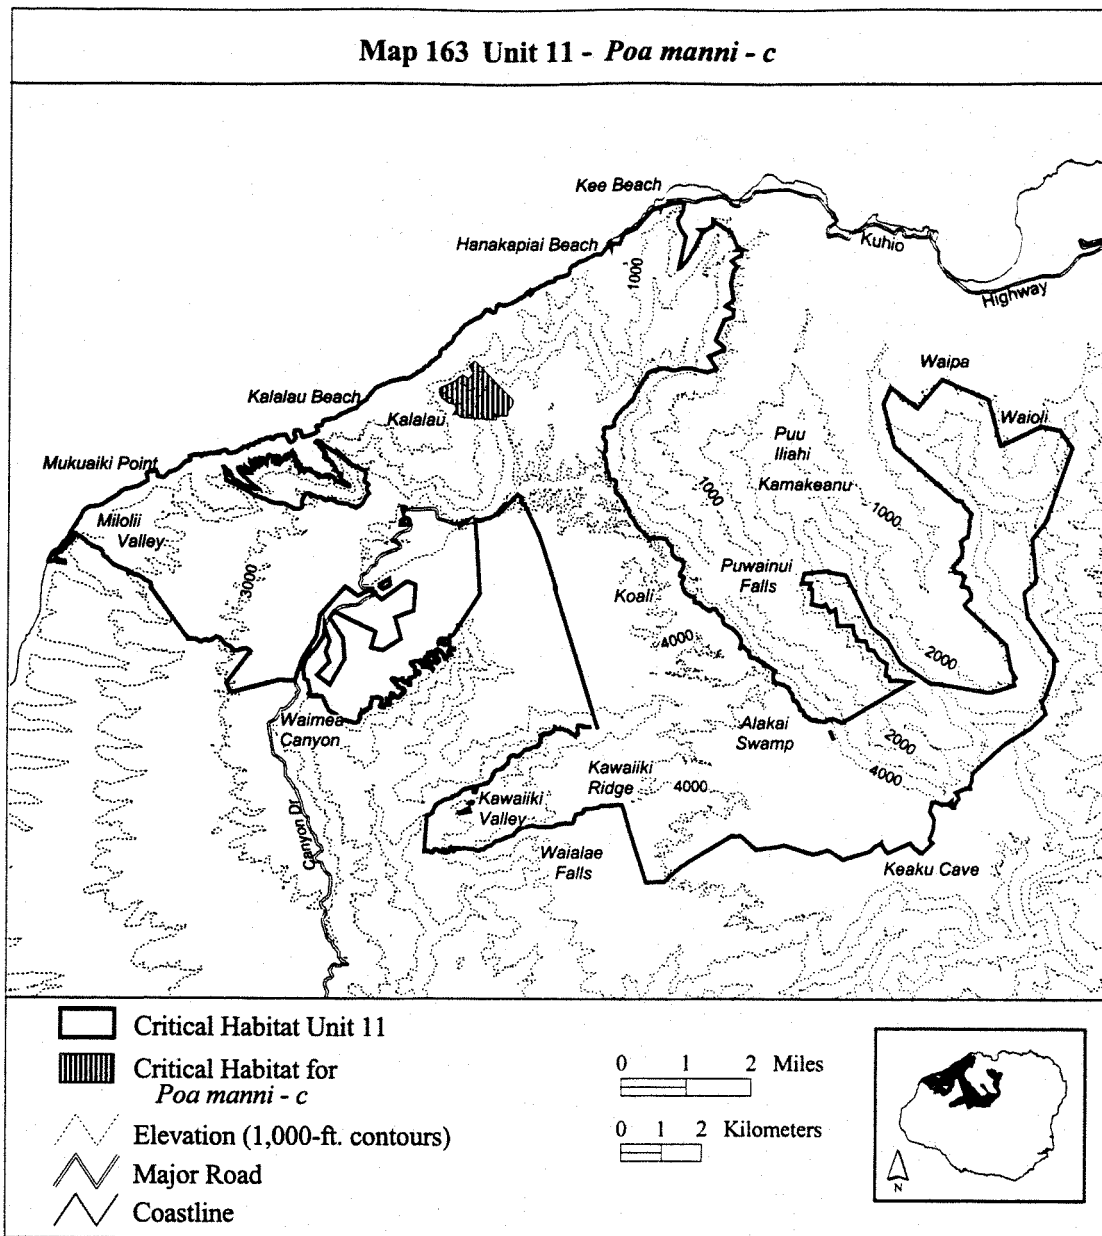 Map 163 Unit 11 - Poa manni - c
Kee Beach
Hanakapiai Beach
Kuhio
1000
Highway
Waipa
Kalalau Beach
Kalalau
Waioli
Puu
Iliahi
Mukuaiki Point
Kamakeanu
1000
1000
Milolii
Valley
Puwainui
Falls
3000
Koali
4000
2000
Waimea
Canyon
Alakai
Swamp
2000
Kawaiiki
Ridge
4000
4000
Kawaiiki
Valley
Canyon Dr
Waialae
Falls
Keaku Cave
Critical Habitat Unit 11
Critical Habitat for
Poa manni - c
Elevation (1,000-ft. contours)
Major Road
Coastline
0 1 2 Miles
0 1 2 Kilometers
N